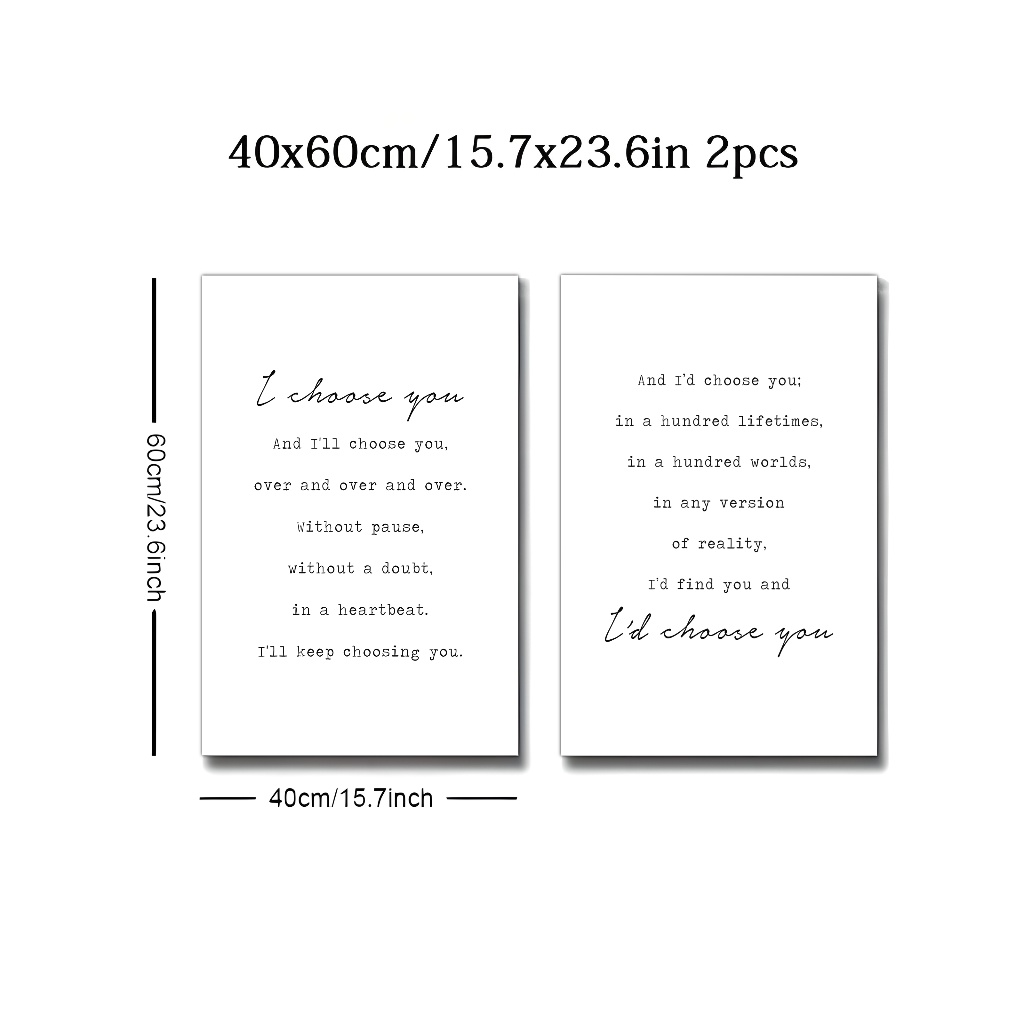 40x60cm/15.7x23.6in 2pcs
60cm/23.6inch
I choose you
And I'll choose you,
over and over and over.
Without pause,
without a doubt,
in a heartbeat.
I'll keep choosing you.
And I'd choose you;
in a hundred lifetimes,
in a hundred worlds,
in any version
of reality,
I'd find you and
I'd choose you
40cm/15.7inch